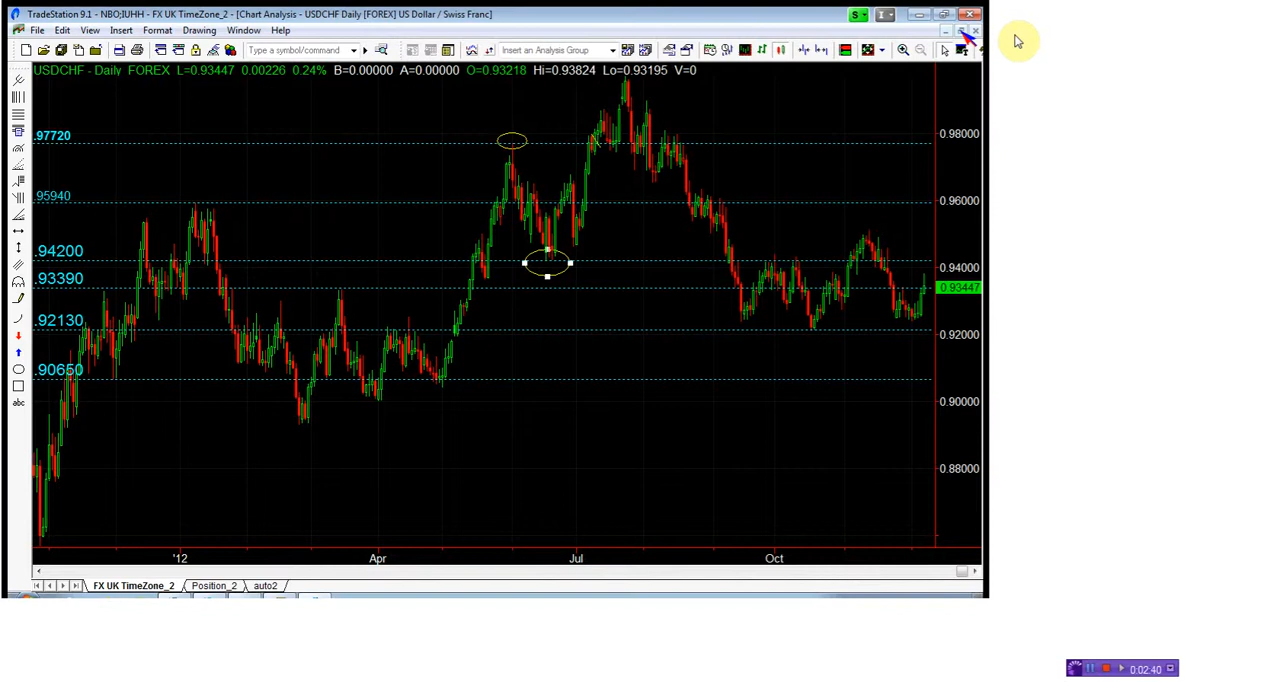 TradeStation 9.1 - NBO;IUHH - FX UK TimeZone_2 - [Chart Analysis - USDCHF Daily [FOREX] US Dollar / Swiss Franc]
S
I
File Edit View Insert Format Drawing Window Help
Type a symbol/command
Insert an Analysis Group
USDCHF - Daily FOREX L=0.93447 0.00226 0.24% B=0.00000 A=0.00000 O=0.93218 Hi=0.93824 Lo=0.93195 V=0
.97720
0.98000
.95940
0.96000
.94200
0.94000
.93390
0.93447
.92130
0.92000
.90650
0.90000
abc
0.88000
'12 Apr Jul Oct
FX UK TimeZone_2 Position_2 auto2
0:02:40